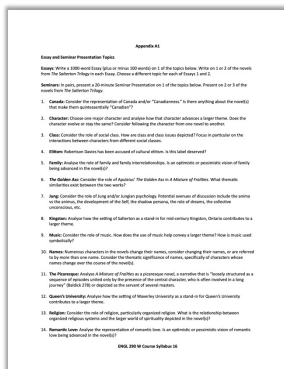 Appendix A1
Essay and Seminar Presentation Topics
Essays: Write a 1000-word Essay (plus or minus 100 words) on 1 of the topics below. Write on 1 or 2 of the novels
from The Salterton Trilogy in each Essay. Choose a different topic for each of Essays 1 and 2.
Seminars: In pairs, present a 20-minute Seminar Presentation on 1 of the topics below. Present on 2 or 3 of the
novels from The Salterton Trilogy.
1. Canada: Consider the representation of Canada and/or "Canadianness." Is there anything about the novel(s)
that make them quintessentially "Canadian"?
2. Character: Choose one major character and analyse how that character advances a larger theme. Does the
character evolve or stay the same? Consider following the character from one novel to another.
3. Class: Consider the role of social class. How are class and class issues depicted? Focus in particular on the
interactions between characters from different social classes.
4. Elitism: Robertson Davies has been accused of cultural elitism. Is this label deserved?
5. Family: Analyse the role of family and family interrelationships. Is an optimistic or pessimistic view of family
being advanced in the novel(s)?
6. The Golden Ass: Consider the role of Apuleius' The Golden Ass in A Mixture of Frailties. What thematic
similarities exist between the two works?
7. Jung: Consider the role of Jung and/or Jungian psychology. Potential avenues of discussion include the anima
vs the animus, the development of the Self, the shadow persona, the role of dreams, the collective
unconscious, etc.
8. Kingston: Analyse how the setting of Salterton as a stand-in for mid-century Kingston, Ontario contributes to a
larger theme.
9. Music: Consider the role of music. How does the use of music help convey a larger theme? How is music used
symbolically?
10. Names: Numerous characters in the novels change their names, consider changing their names, or are referred
to by more than one name. Consider the thematic significance of names, specifically of characters whose
names change over the course of the novel(s).
11. The Picaresque: Analyse A Mixture of Frailties as a picaresque novel, a narrative that is "loosely structured as a
sequence of episodes united only by the presence of the central character, who is often involved in a long
journey" (Baldick 278) or depicted as the servant of several masters.
12. Queen's University: Analyse how the setting of Waverley University as a stand-in for Queen's University
contributes to a larger theme.
13. Religion: Consider the role of religion, particularly organized religion. What is the relationship between
organized religious systems and the larger world of spirituality depicted in the novel(s)?
14. Romantic Love: Analyse the representation of romantic love. Is an optimistic or pessimistic vision of romantic
love being advanced in the novel(s)?
ENGL 290 W Course Syllabus 16